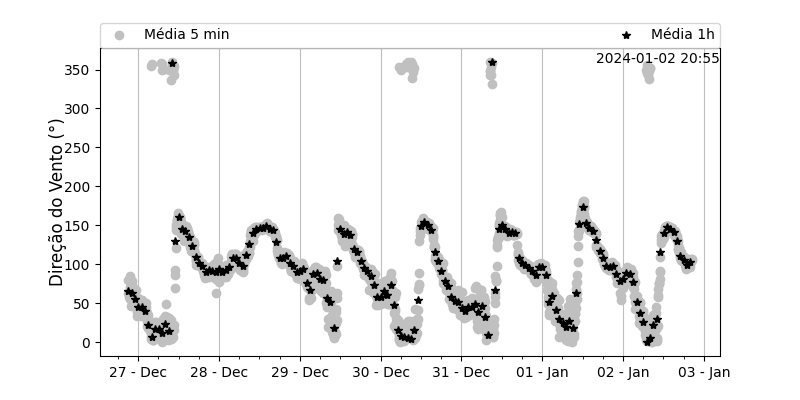 Média 5 min
Média 1h
2024-01-02 20:55
Direção do Vento (°)
350
300
250
200
150
100
50
0
27 - Dec
28 - Dec
29 - Dec
30 - Dec
31 - Dec
01 - Jan
02 - Jan
03 - Jan